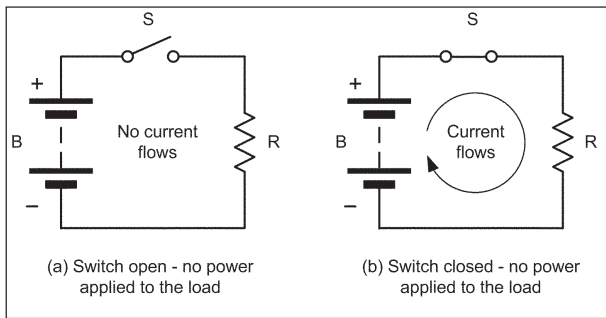 S
+
B
No current
flows
R
–
(a) Switch open - no power
applied to the load
S
+
B
Current
flows
R
–
(b) Switch closed - no power
applied to the load